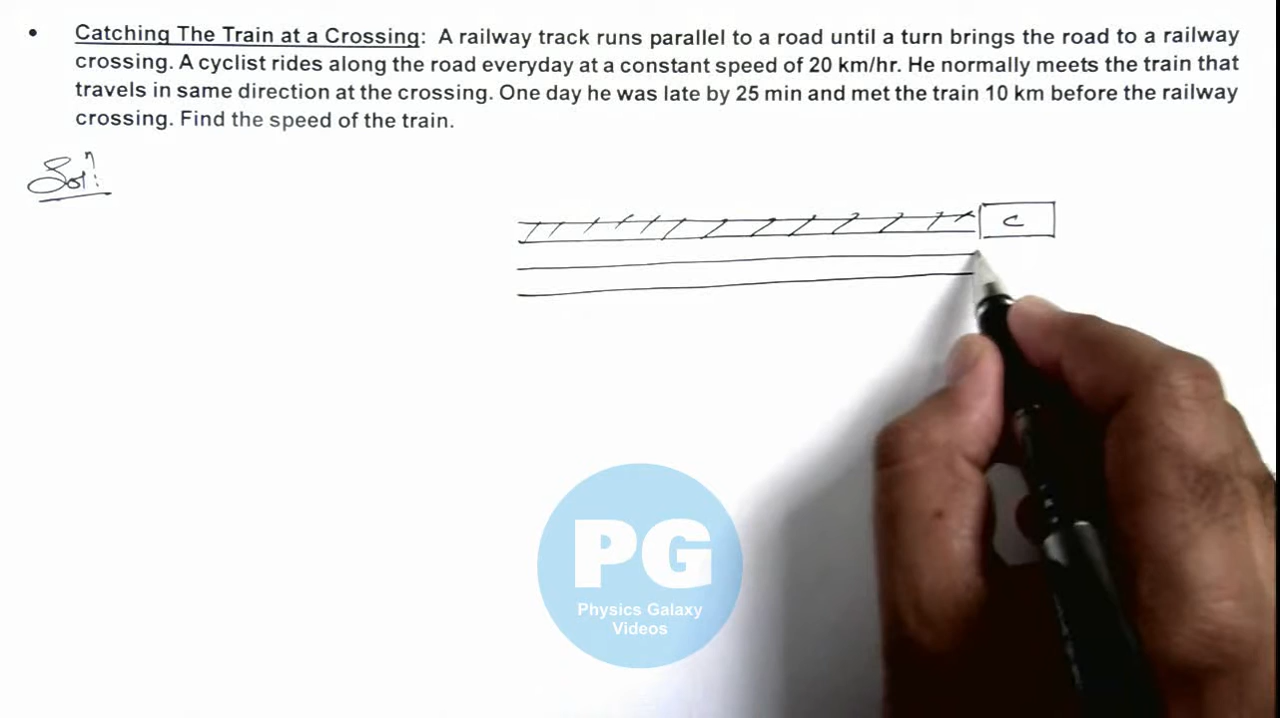 • Catching The Train at a Crossing: A railway track runs parallel to a road until a turn brings the road to a railway
crossing. A cyclist rides along the road everyday at a constant speed of 20 km/hr. He normally meets the train that
travels in same direction at the crossing. One day he was late by 25 min and met the train 10 km before the railway
crossing. Find the speed of the train.
Solⁿ:
C
PG
Physics Galaxy
Videos